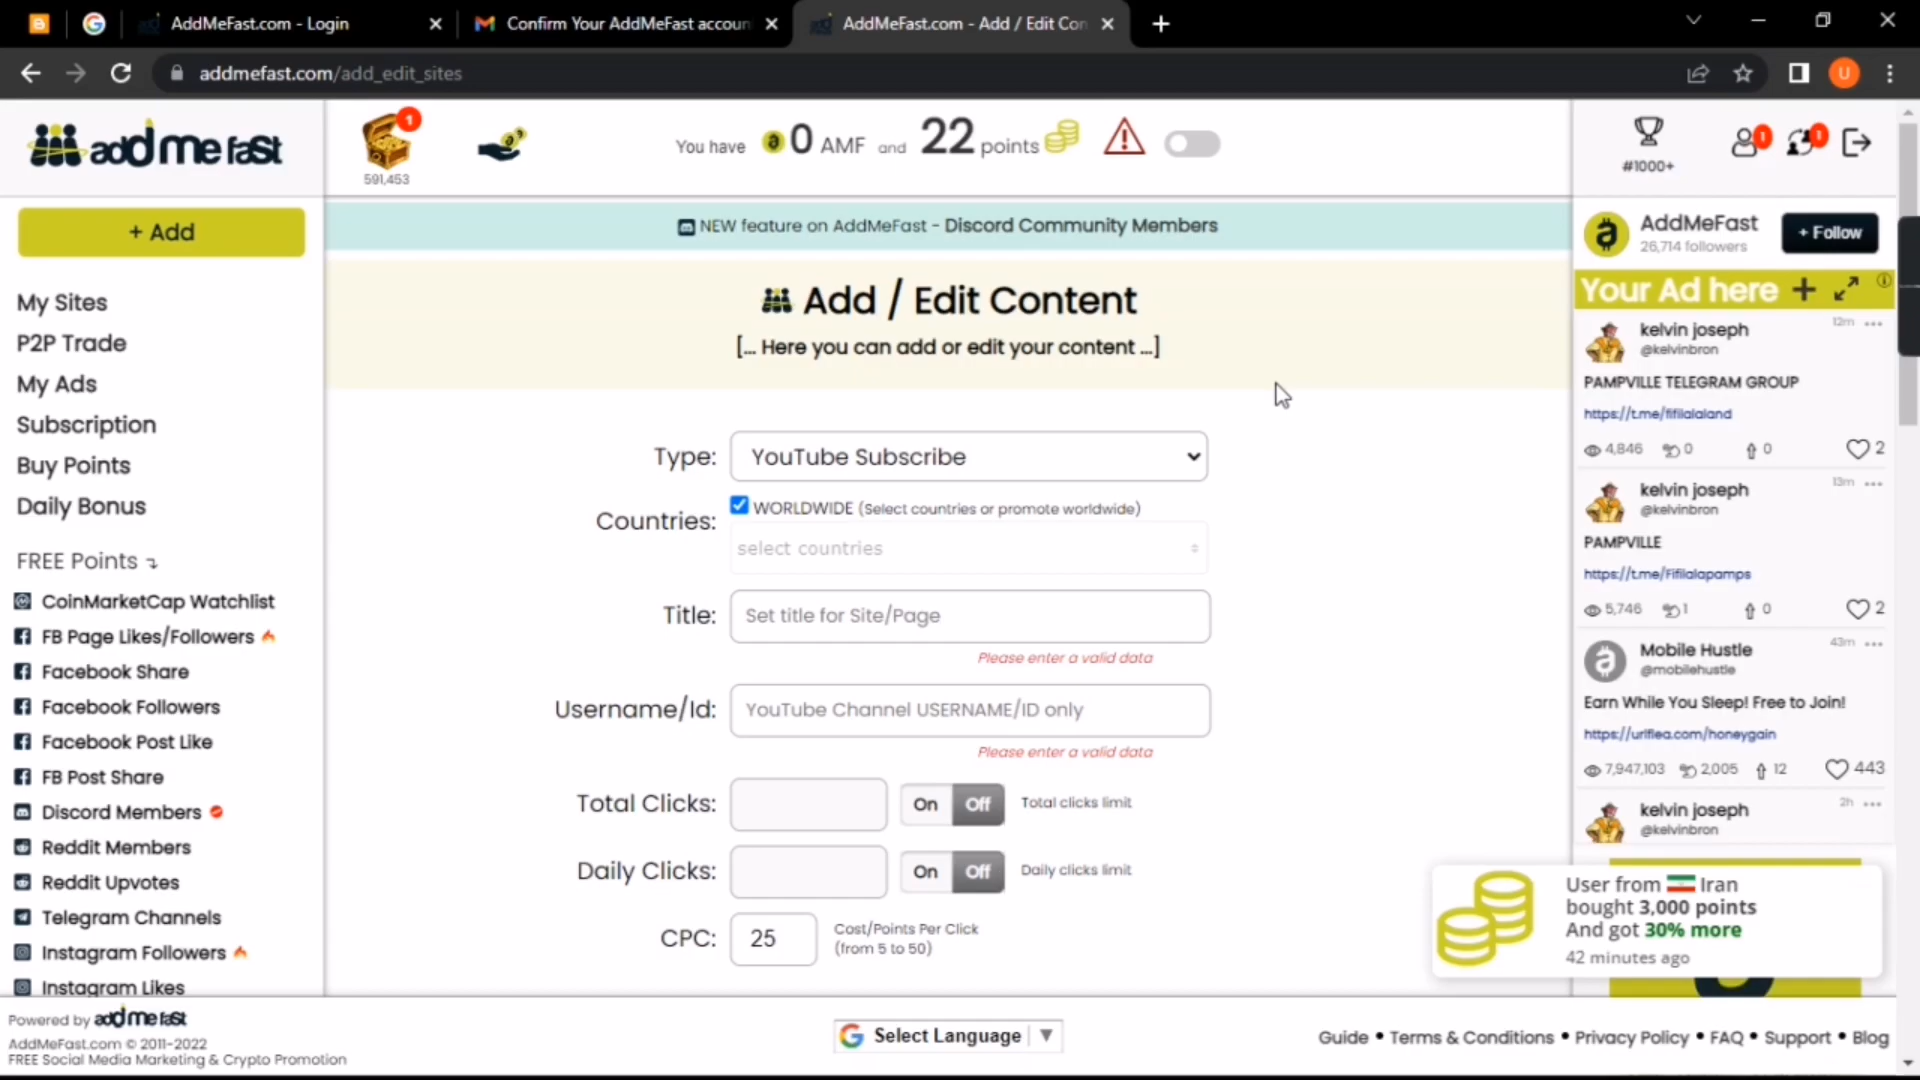 AddMeFast.com - Login
Confirm Your AddMeFast accoun
AddMeFast.com - Add / Edit Con
addmefast.com/add_edit_sites
U
addmefast
1
591,453
You have 0 AMF and 22 points
#1000+
1
1
+ Add
NEW feature on AddMeFast - Discord Community Members
AddMeFast
26,714 followers
+ Follow
Your Ad here
Add / Edit Content
[... Here you can add or edit your content ...]
My Sites
P2P Trade
My Ads
Subscription
Buy Points
Daily Bonus
FREE Points
CoinMarketCap Watchlist
FB Page Likes/Followers
Facebook Share
Facebook Followers
Facebook Post Like
FB Post Share
Discord Members
Reddit Members
Reddit Upvotes
Telegram Channels
Instagram Followers
Instagram Likes
Type: YouTube Subscribe
Countries: WORLDWIDE (Select countries or promote worldwide)
select countries
Title: Set title for Site/Page
Please enter a valid data
Username/Id: YouTube Channel USERNAME/ID only
Please enter a valid data
Total Clicks: On Off Total clicks limit
Daily Clicks: On Off Daily clicks limit
CPC: 25 Cost/Points Per Click
(from 5 to 50)
kelvin joseph 12m
@kelvinbron
PAMPVILLE TELEGRAM GROUP
https://t.me/fifilalaland
4,846 0 0 2
kelvin joseph 13m
@kelvinbron
PAMPVILLE
https://t.me/Fifilalapamps
5,746 1 0 2
Mobile Hustle 43m
@mobilehustle
Earn While You Sleep! Free to Join!
https://urlflea.com/honeygain
7,947,103 2,005 12 443
kelvin joseph 2h
@kelvinbron
User from Iran
bought 3,000 points
And got 30% more
42 minutes ago
Powered by addmefast
AddMeFast.com © 2011-2022
FREE Social Media Marketing & Crypto Promotion
Select Language ▼
Guide • Terms & Conditions • Privacy Policy • FAQ • Support • Blog